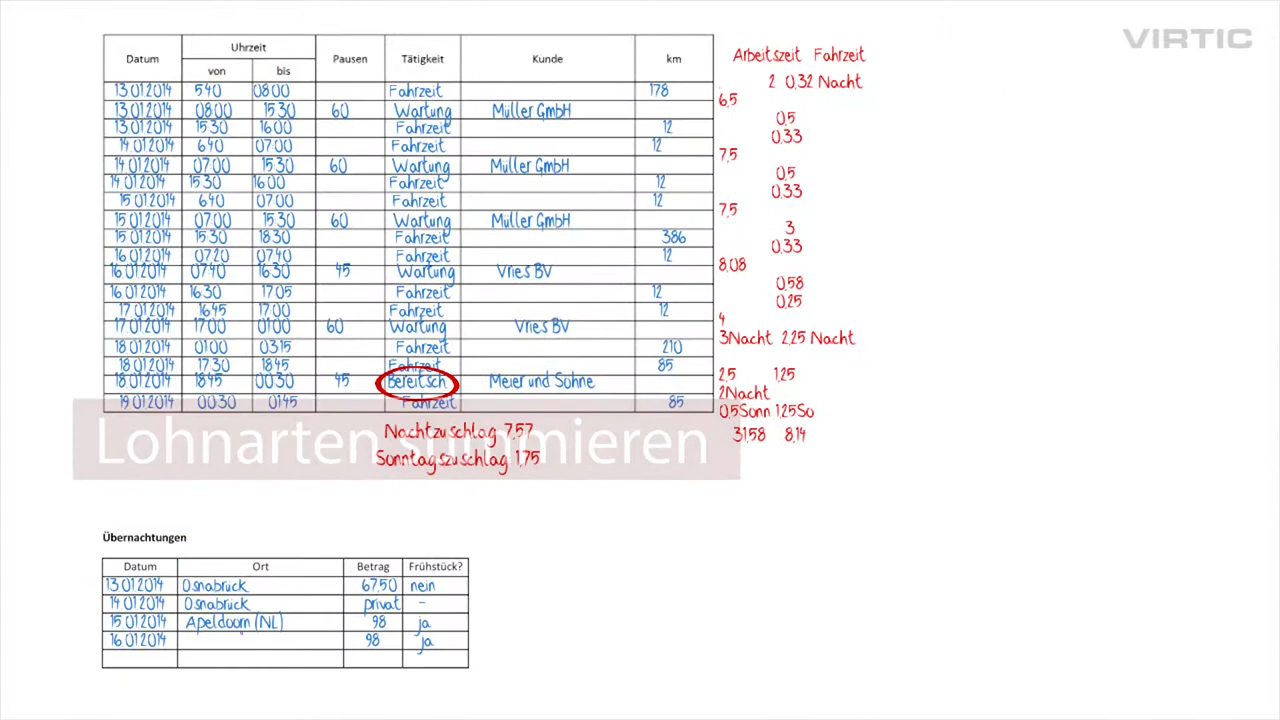 VIRTIC
Datum Uhrzeit Pausen Tätigkeit Kunde km
von bis
Arbeitszeit Fahrzeit
13 01 2014 5 40 08 00 Fahrzeit 178 2 0,32 Nacht
13 01 2014 08 00 15 30 60 Wartung Müller GmbH 6,5
13 01 2014 15 30 16 00 Fahrzeit 12 0,5
14 01 2014 6 40 07 00 Fahrzeit 12 0,33
14 01 2014 07 00 15 30 60 Wartung Müller GmbH 7,5
14 01 2014 15 30 16 00 Fahrzeit 12 0,5
15 01 2014 6 40 07 00 Fahrzeit 12 0,33
15 01 2014 07 00 15 30 60 Wartung Müller GmbH 7,5
15 01 2014 15 30 18 30 Fahrzeit 386 3
16 01 2014 07 20 07 40 Fahrzeit 12 0,33
16 01 2014 07 40 16 30 45 Wartung Vries BV 8,08
16 01 2014 16 30 17 05 Fahrzeit 12 0,58
17 01 2014 16 45 17 00 Fahrzeit 12 0,25
17 01 2014 17 00 01 00 60 Wartung Vries BV 4
18 01 2014 01 00 03 15 Fahrzeit 210 3Nacht 2,25 Nacht
18 01 2014 17 30 18 45 Fahrzeit 85
18 01 2014 18 45 00 30 45 Bereitsch Meier und Söhne 2,5 1,25
2Nacht
19 01 2014 00 30 01 45 Fahrzeit 85 0,5Sonn 1,25So
31,58 8,14
Nachtzuschlag 7,57
Lohnarten summieren
Sonntagszuschlag 1,75
Übernachtungen
Datum Ort Betrag Frühstück?
13 01 2014 Osnabrück 67,50 nein
14 01 2014 Osnabrück privat –
15 01 2014 Apeldoorn (NL) 98 ja
16 01 2014 " 98 ja